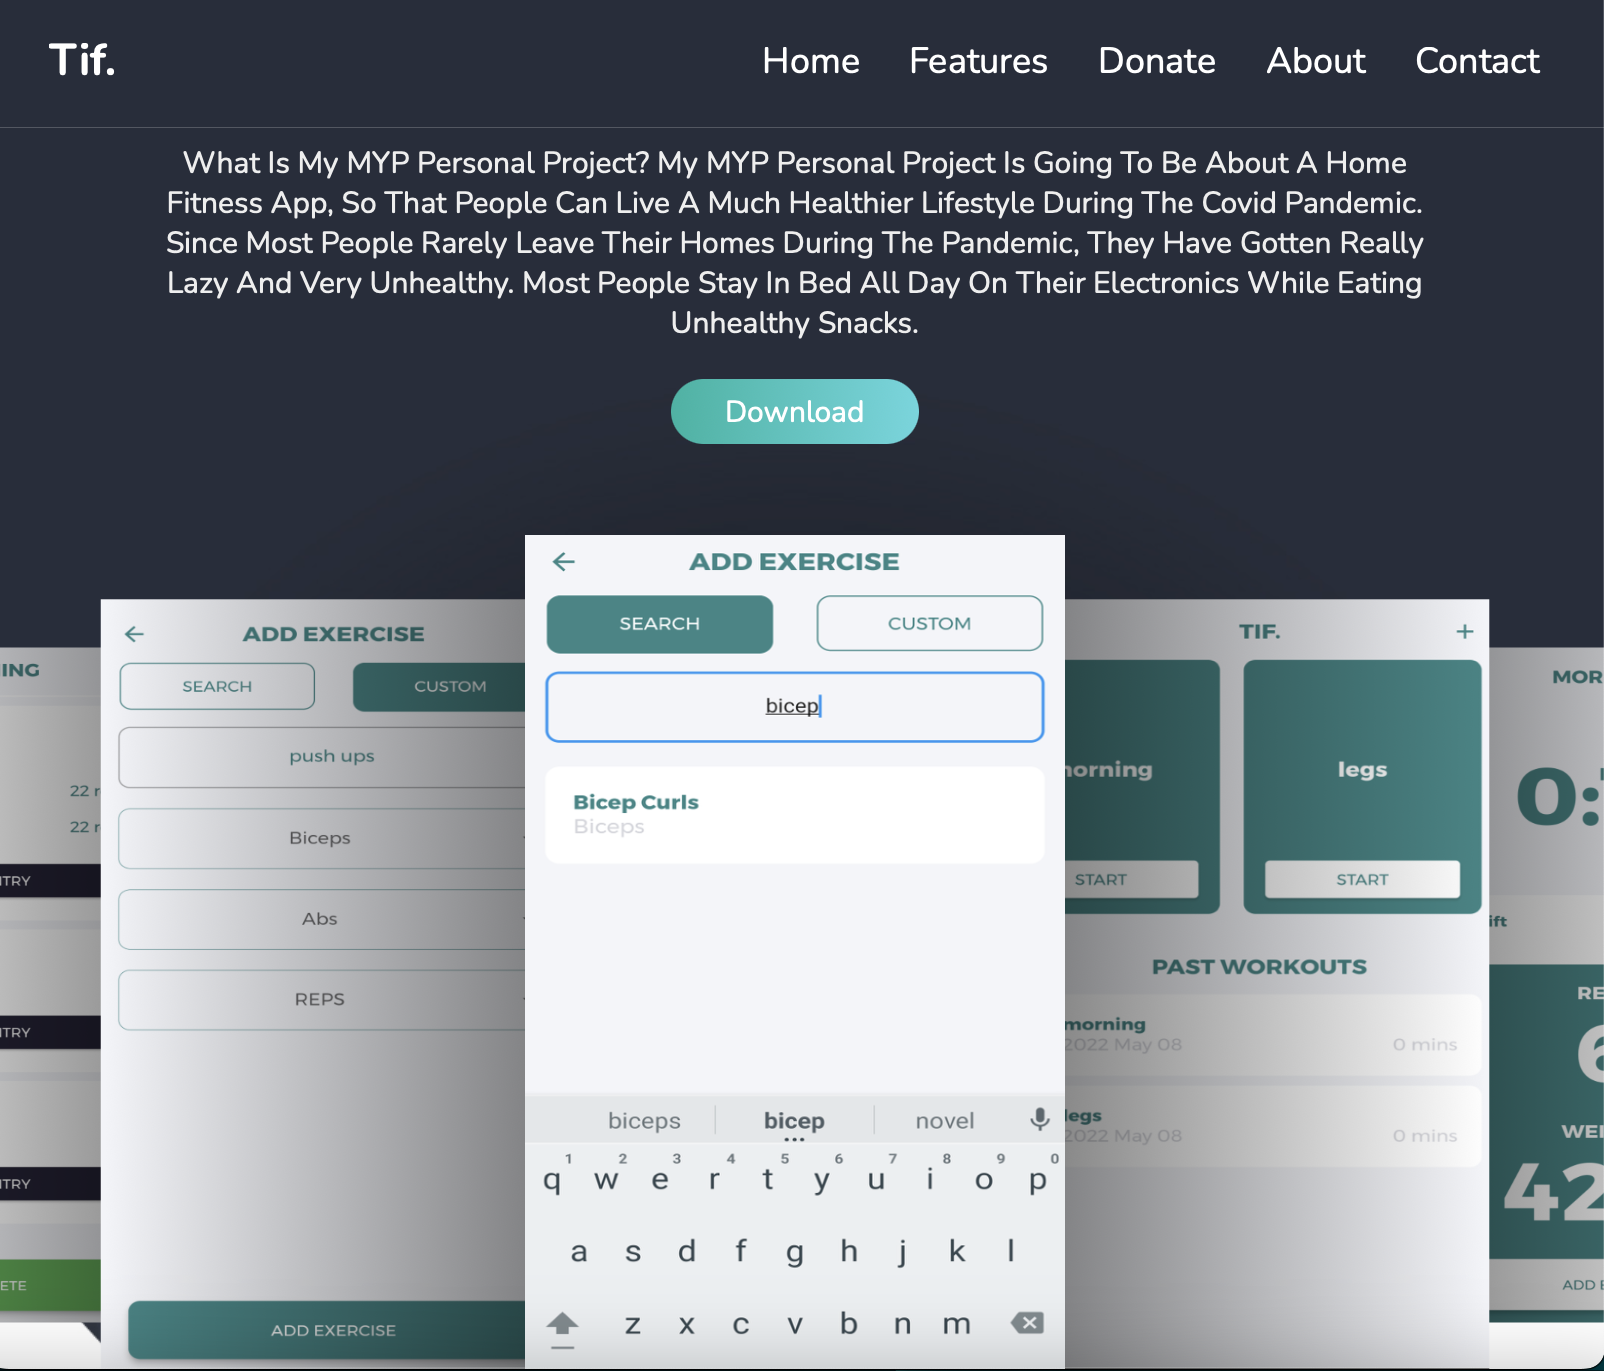 Tif.
Home Features Donate About Contact
What Is My MYP Personal Project? My MYP Personal Project Is Going To Be About A Home
Fitness App, So That People Can Live A Much Healthier Lifestyle During The Covid Pandemic.
Since Most People Rarely Leave Their Homes During The Pandemic, They Have Gotten Really
Lazy And Very Unhealthy. Most People Stay In Bed All Day On Their Electronics While Eating
Unhealthy Snacks.
Download
ING
22 r
22 r
TRY
TRY
TRY
ETE
ADD EXERCISE
SEARCH CUSTOM
push ups
Biceps
Abs
REPS
ADD EXERCISE
ADD EXERCISE
SEARCH CUSTOM
bicep
Bicep Curls
Biceps
biceps bicep novel
1 2 3 4 5 6 7 8 9 0
q w e r t y u i o p
a s d f g h j k l
z x c v b n m
TIF. +
orning legs
START START
PAST WORKOUTS
morning
2022 May 08 0 mins
legs
2022 May 08 0 mins
MOR
0:
ift
RE
6
WEI
42
ADD E